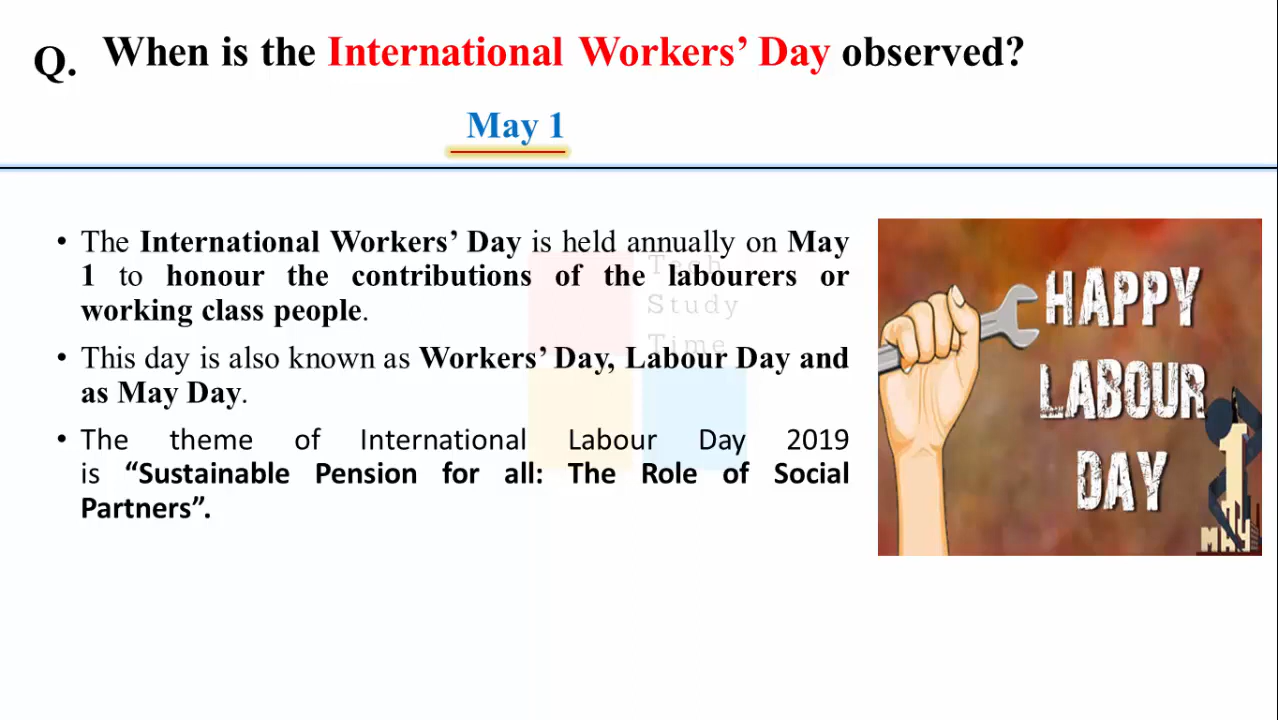 Q. When is the International Workers’ Day observed?
May 1
• The International Workers’ Day is held annually on May
1 to honour the contributions of the labourers or
working class people.
• This day is also known as Workers’ Day, Labour Day and
as May Day.
• The theme of International Labour Day 2019
is “Sustainable Pension for all: The Role of Social
Partners”.
Tech
Study
Time
HAPPY
LABOUR
DAY
1
MAY